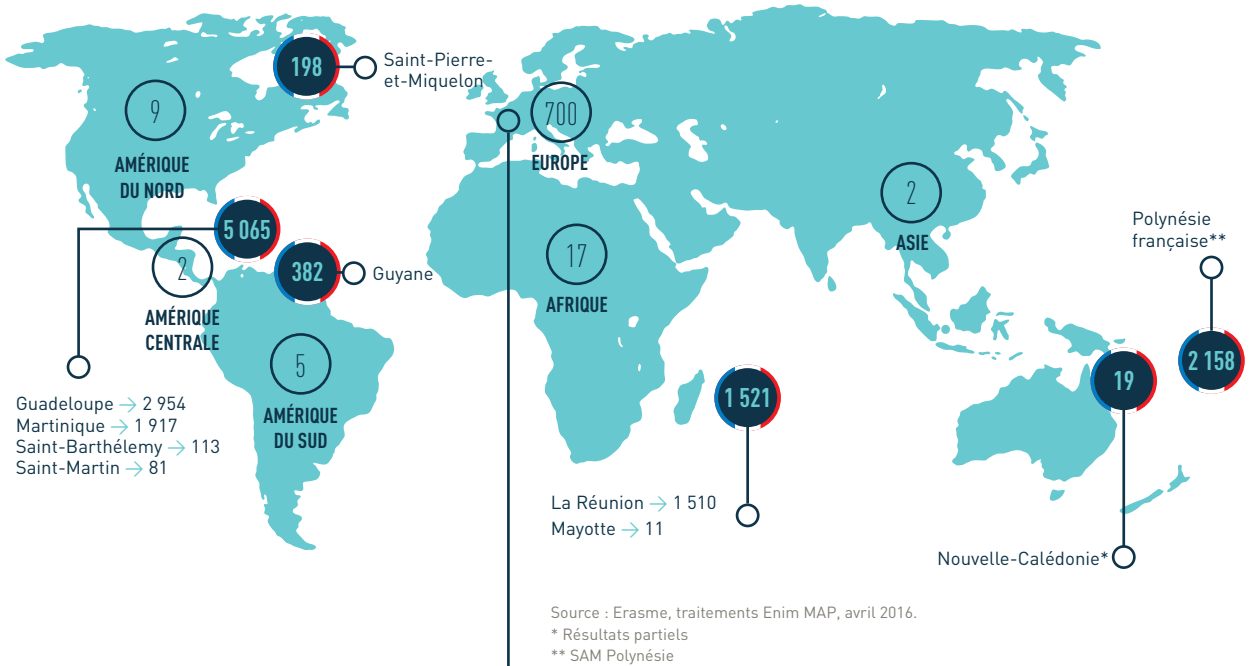 198
Saint-Pierre-
et-Miquelon
9
AMÉRIQUE
DU NORD
700
EUROPE
2
ASIE
Polynésie
française**
5 065
382
Guyane
2
AMÉRIQUE
CENTRALE
17
AFRIQUE
2 158
19
5
AMÉRIQUE
DU SUD
1 521
Guadeloupe → 2 954
Martinique → 1 917
Saint-Barthélemy → 113
Saint-Martin → 81
La Réunion → 1 510
Mayotte → 11
Nouvelle-Calédonie*
Source : Erasme, traitements Enim MAP, avril 2016.
* Résultats partiels
** SAM Polynésie